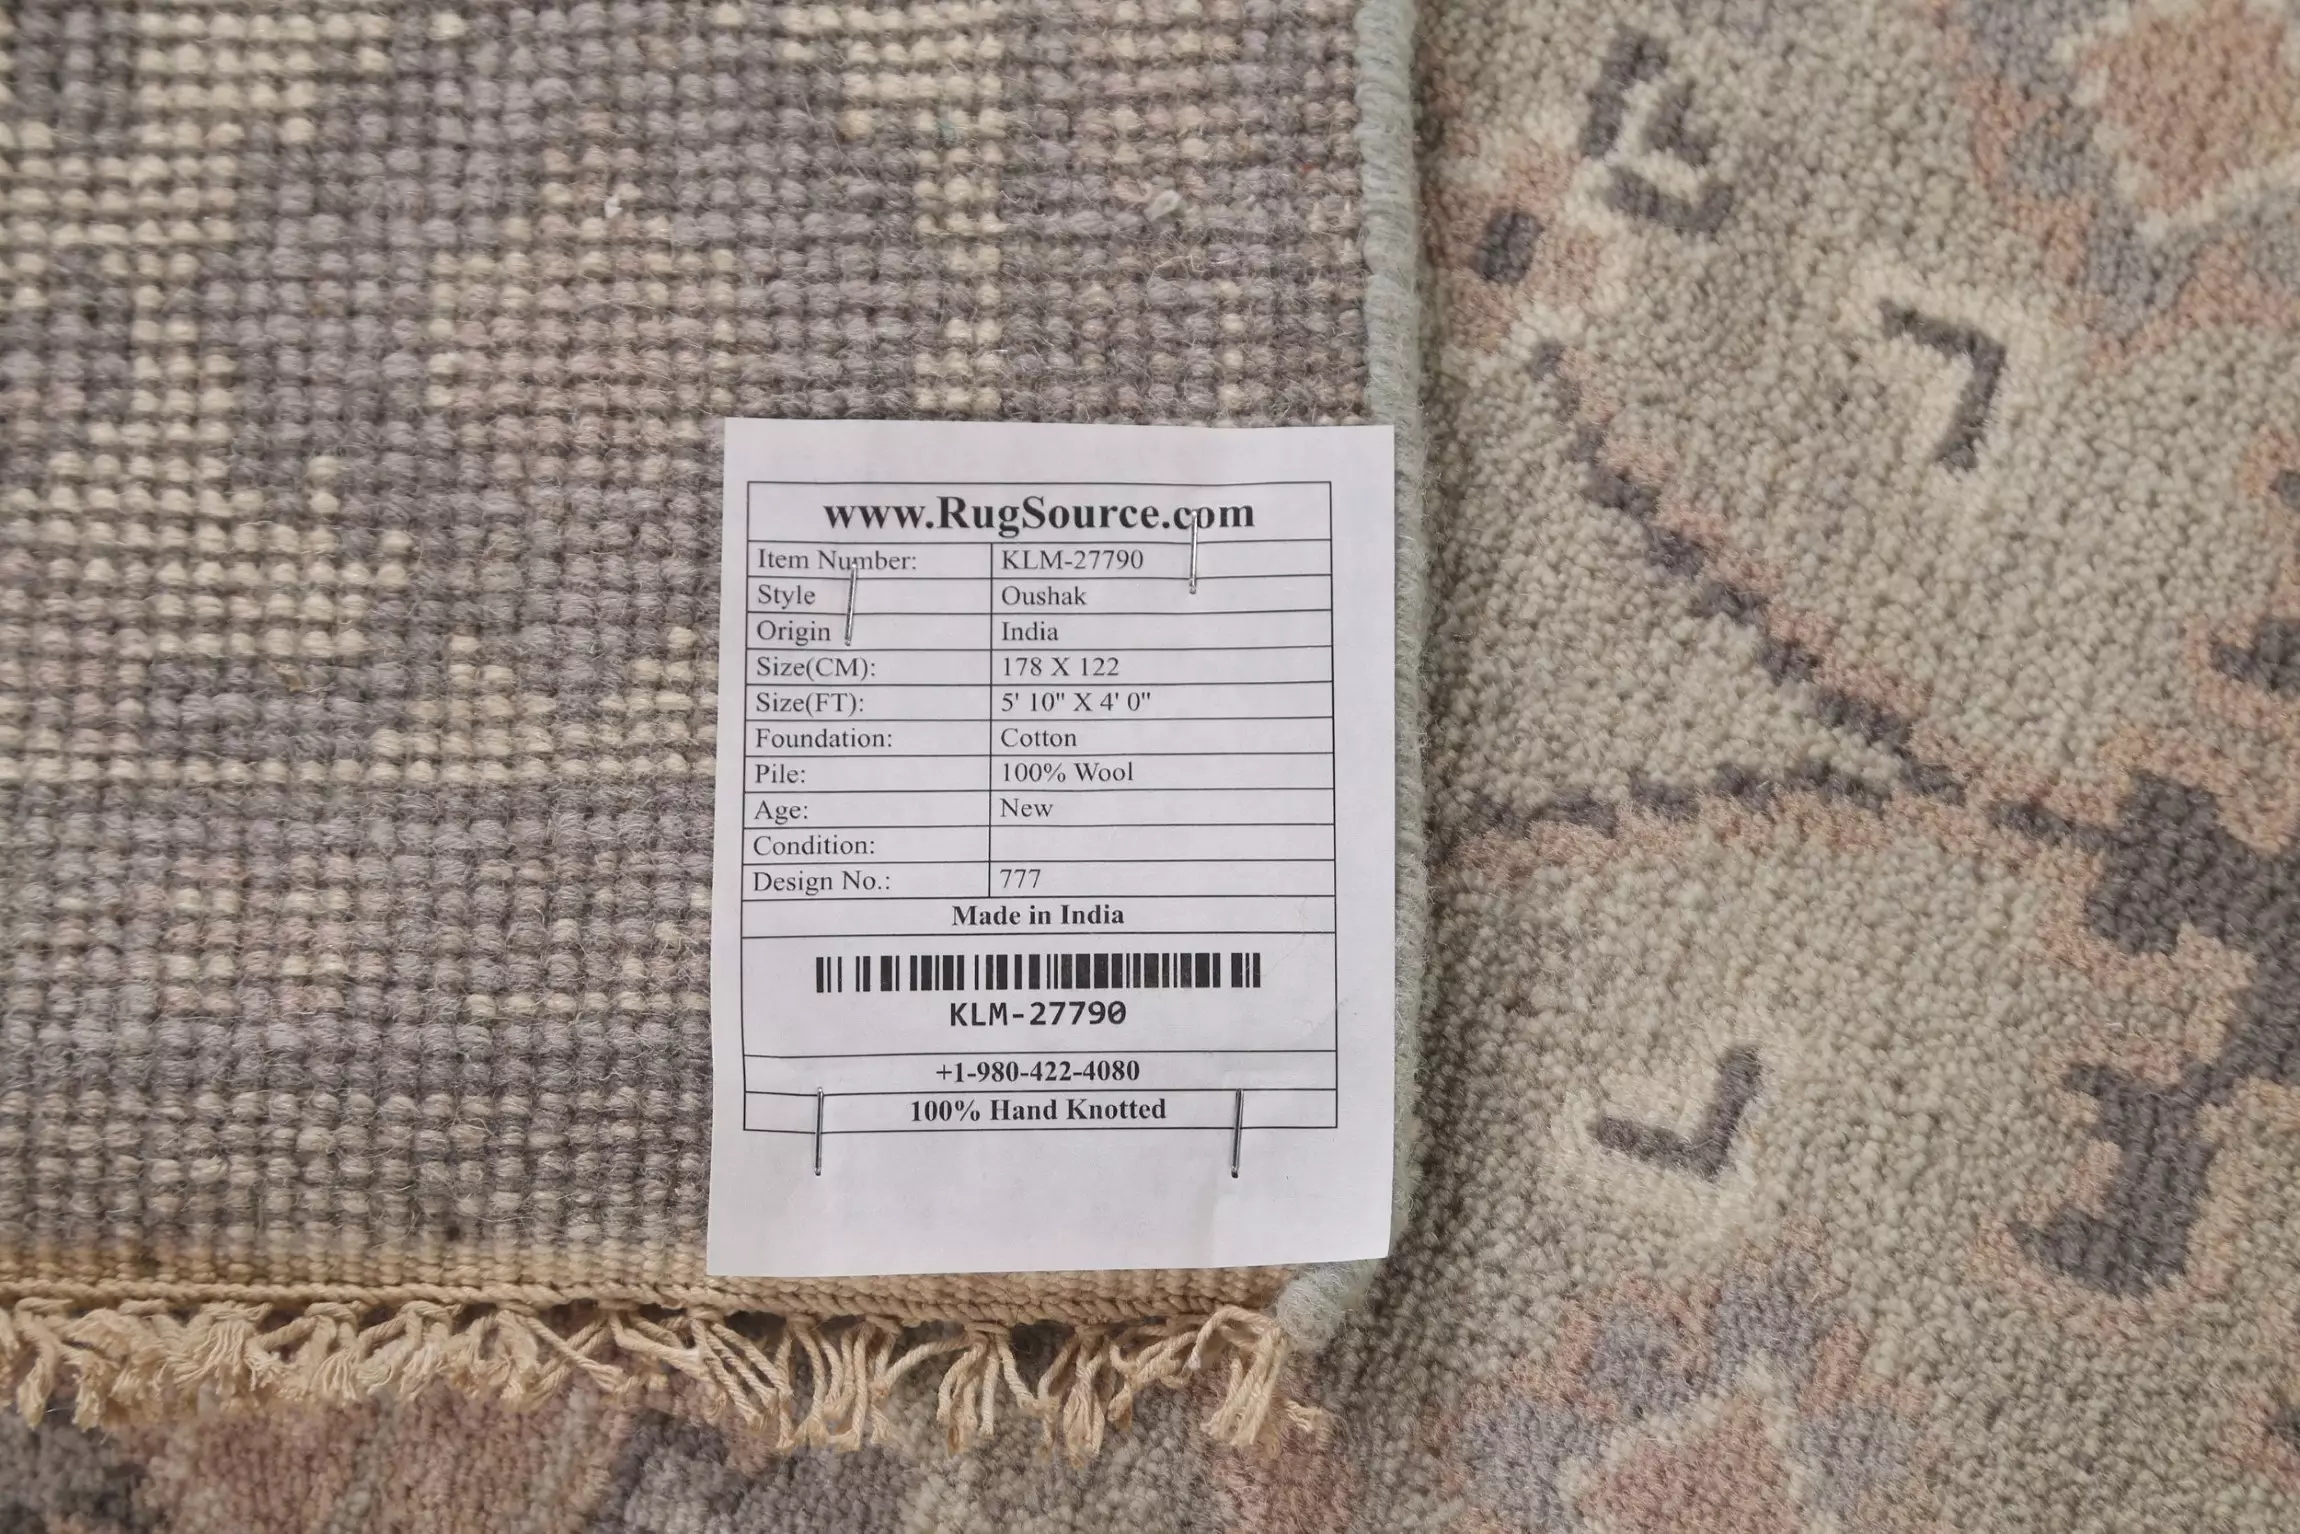 www.RugSource.com
Item Number: KLM-27790
Style Oushak
Origin India
Size(CM): 178 X 122
Size(FT): 5' 10" X 4' 0"
Foundation: Cotton
Pile: 100% Wool
Age: New
Condition:
Design No.: 777
Made in India
KLM-27790
+1-980-422-4080
100% Hand Knotted